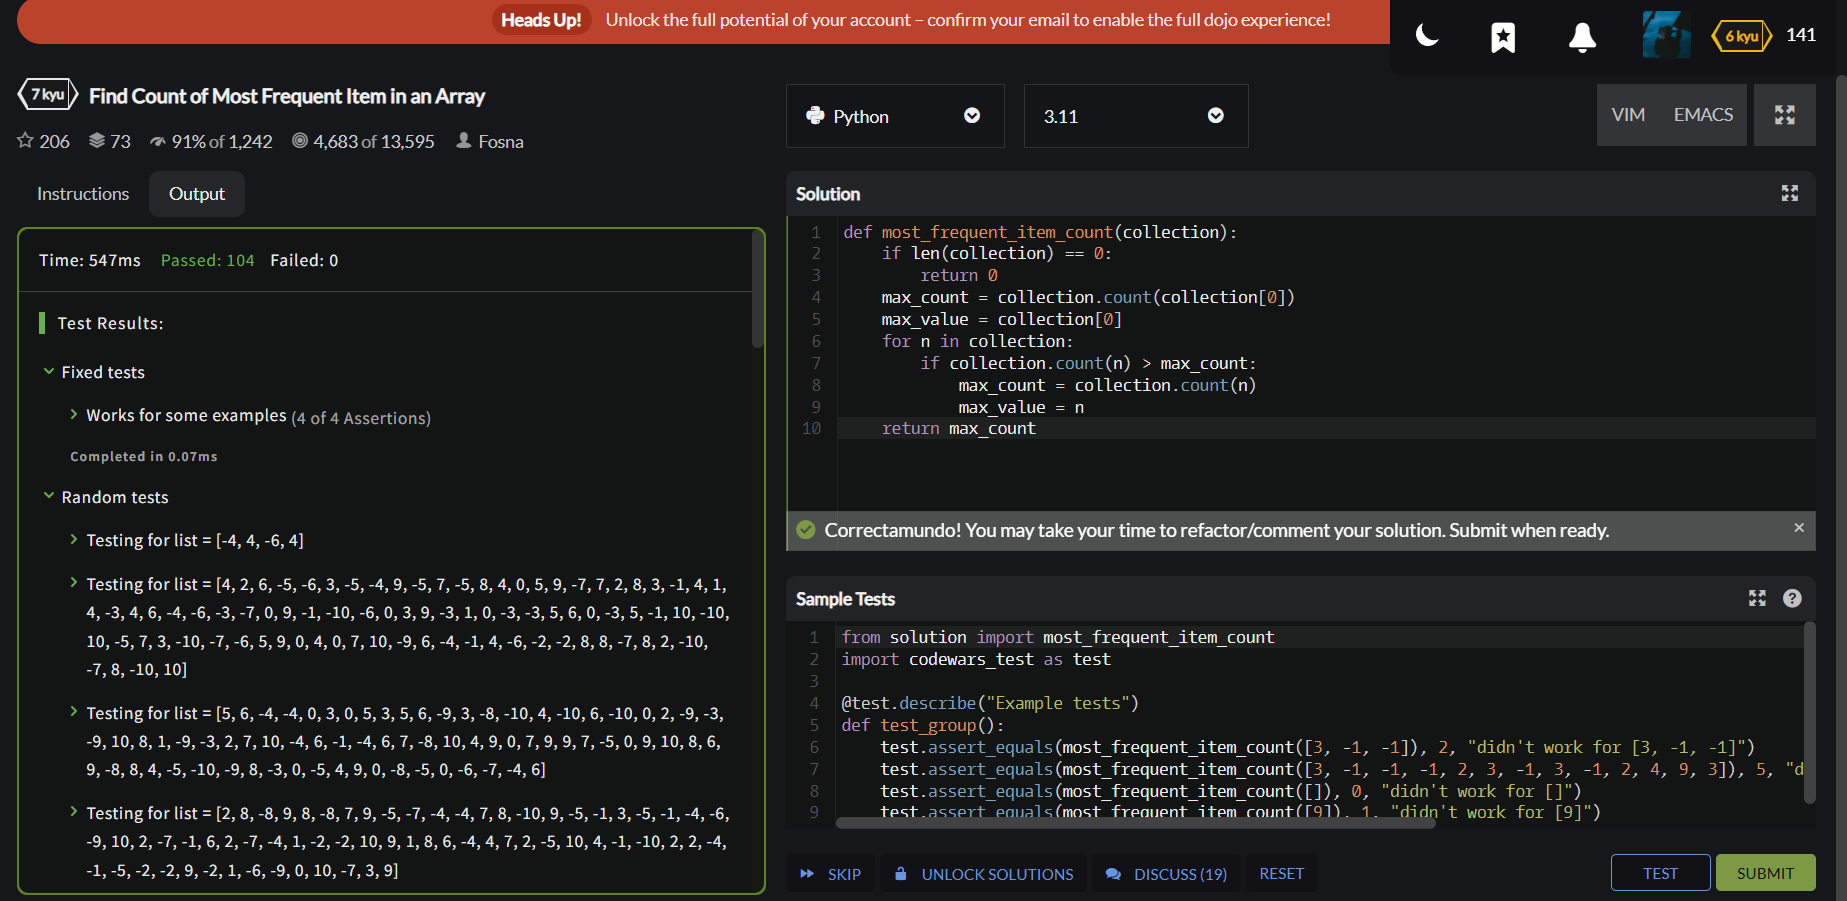 Heads Up! Unlock the full potential of your account – confirm your email to enable the full dojo experience!
6 kyu 141
7 kyu Find Count of Most Frequent Item in an Array
206 73 91% of 1,242 4,683 of 13,595 Fosna
Instructions Output
Time: 547ms Passed: 104 Failed: 0
Test Results:
Fixed tests
Works for some examples (4 of 4 Assertions)
Completed in 0.07ms
Random tests
Testing for list = [-4, 4, -6, 4]
Testing for list = [4, 2, 6, -5, -6, 3, -5, -4, 9, -5, 7, -5, 8, 4, 0, 5, 9, -7, 7, 2, 8, 3, -1, 4, 1,
4, -3, 4, 6, -4, -6, -3, -7, 0, 9, -1, -10, -6, 0, 3, 9, -3, 1, 0, -3, -3, 5, 6, 0, -3, 5, -1, 10, -10,
10, -5, 7, 3, -10, -7, -6, 5, 9, 0, 4, 0, 7, 10, -9, 6, -4, -1, 4, -6, -2, -2, 8, 8, -7, 8, 2, -10,
-7, 8, -10, 10]
Testing for list = [5, 6, -4, -4, 0, 3, 0, 5, 3, 5, 6, -9, 3, -8, -10, 4, -10, 6, -10, 0, 2, -9, -3,
-9, 10, 8, 1, -9, -3, 2, 7, 10, -4, 6, -1, -4, 6, 7, -8, 10, 4, 9, 0, 7, 9, 9, 7, -5, 0, 9, 10, 8, 6,
9, -8, 8, 4, -5, -10, -9, 8, -3, 0, -5, 4, 9, 0, -8, -5, 0, -6, -7, -4, 6]
Testing for list = [2, 8, -8, 9, 8, -8, 7, 9, -5, -7, -4, -4, 7, 8, -10, 9, -5, -1, 3, -5, -1, -4, -6,
-9, 10, 2, -7, -1, 6, 2, -7, -4, 1, -2, -2, 10, 9, 1, 8, 6, -4, 4, 7, 2, -5, 10, 4, -1, -10, 2, 2, -4,
-1, -5, -2, -2, 9, -2, 1, -6, -9, 0, 10, -7, 3, 9]
Python 3.11 VIM EMACS
Solution
1 def most_frequent_item_count(collection):
2 if len(collection) == 0:
3 return 0
4 max_count = collection.count(collection[0])
5 max_value = collection[0]
6 for n in collection:
7 if collection.count(n) > max_count:
8 max_count = collection.count(n)
9 max_value = n
10 return max_count
Correctamundo! You may take your time to refactor/comment your solution. Submit when ready. ×
Sample Tests ?
1 from solution import most_frequent_item_count
2 import codewars_test as test
3
4 @test.describe("Example tests")
5 def test_group():
6 test.assert_equals(most_frequent_item_count([3, -1, -1]), 2, "didn't work for [3, -1, -1]")
7 test.assert_equals(most_frequent_item_count([3, -1, -1, -1, 2, 3, -1, 3, -1, 2, 4, 9, 3]), 5, "d
8 test.assert_equals(most_frequent_item_count([]), 0, "didn't work for []")
9 test.assert_equals(most_frequent_item_count([9]), 1, "didn't work for [9]")
SKIP UNLOCK SOLUTIONS DISCUSS (19) RESET TEST SUBMIT